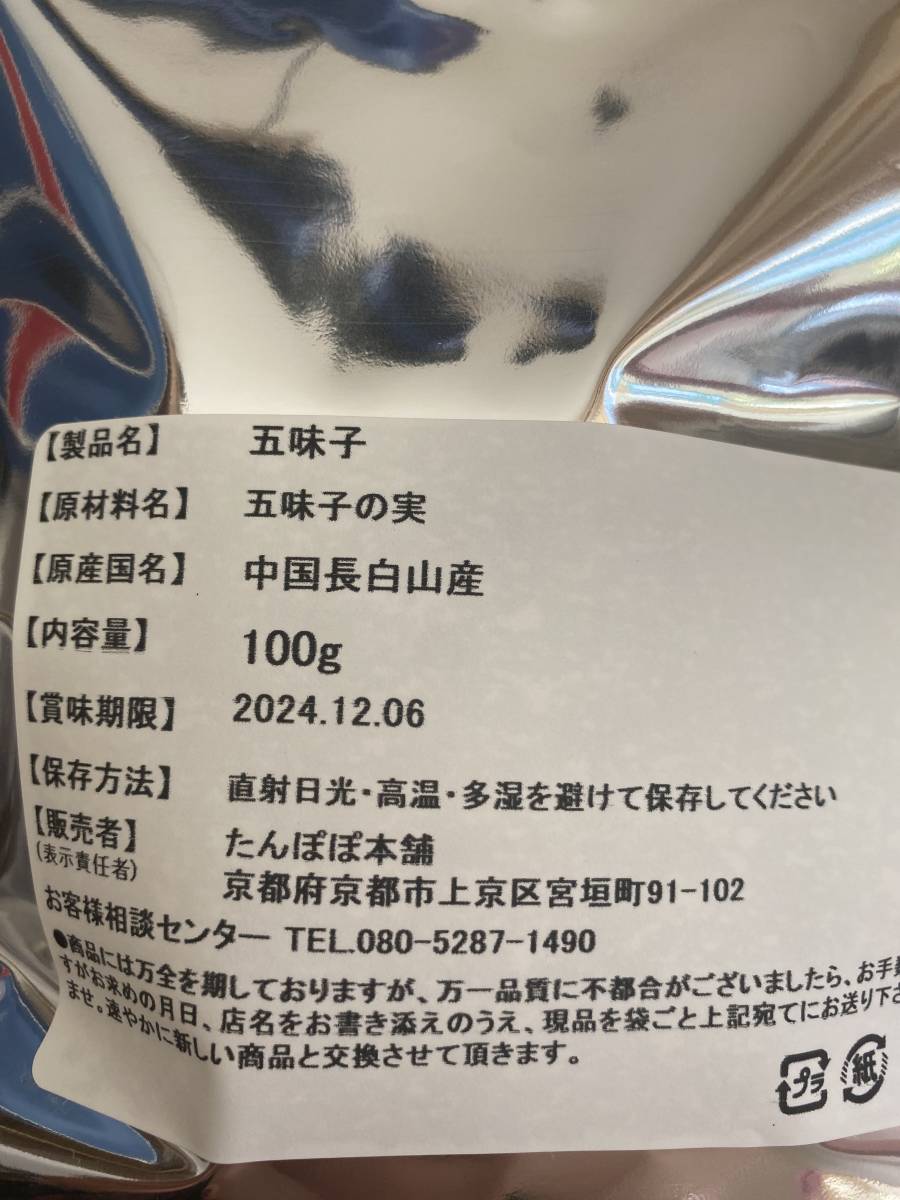 【製品名】 五味子
【原材料名】 五味子の実
【原産国名】 中国長白山産
【内容量】 100g
【賞味期限】 2024.12.06
【保存方法】 直射日光・高温・多湿を避けて保存してください
【販売者】 たんぽぽ本舗
(表示責任者)
京都府京都市上京区宮垣町91-102
お客様相談センター TEL.080-5287-1490
●商品には万全を期しておりますが、万一品質に不都合がございましたら、お手数
すがお求めの月日、店名をお書き添えのうえ、現品を袋ごと上記宛てにお送り下さ
ませ。速やかに新しい商品と交換させて頂きます。
プラ 紙